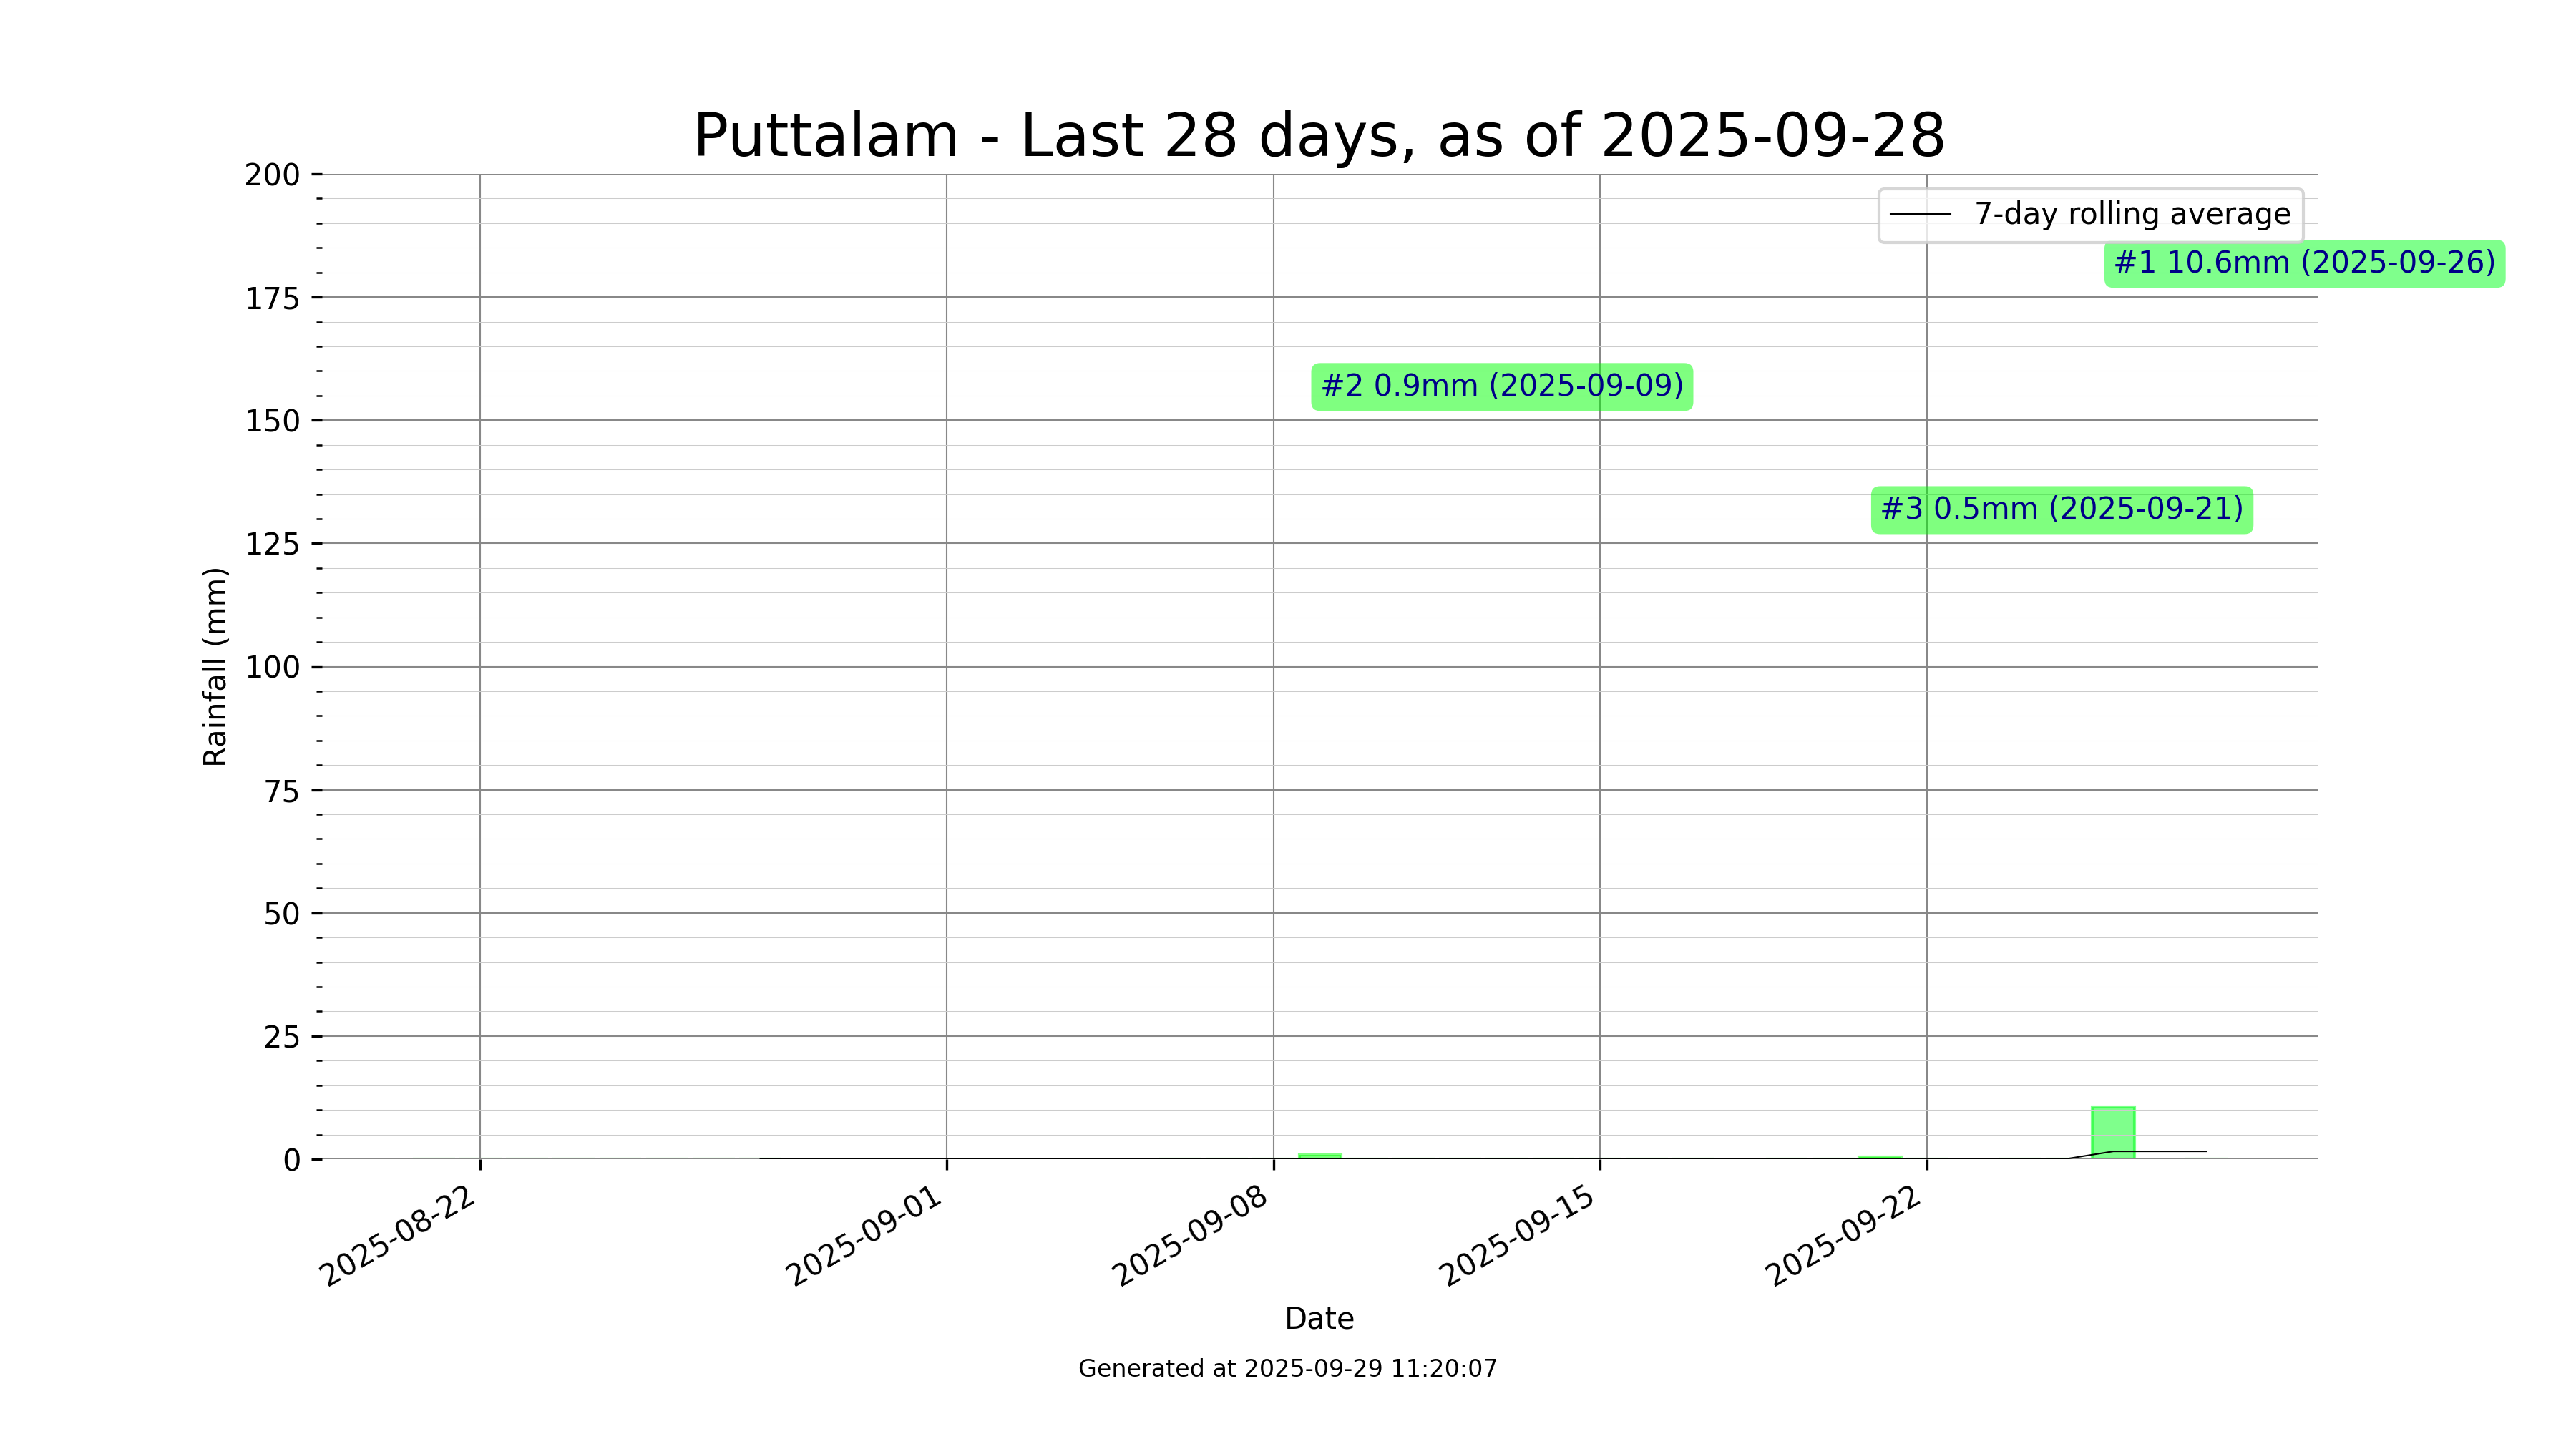 Puttalam - Last 28 days, as of 2025-09-28
7-day rolling average
#1 10.6mm (2025-09-26)
#2 0.9mm (2025-09-09)
#3 0.5mm (2025-09-21)
Rainfall (mm)
200
175
150
125
100
75
50
25
0
2025-08-22
2025-09-01
2025-09-08
2025-09-15
2025-09-22
Date
Generated at 2025-09-29 11:20:07